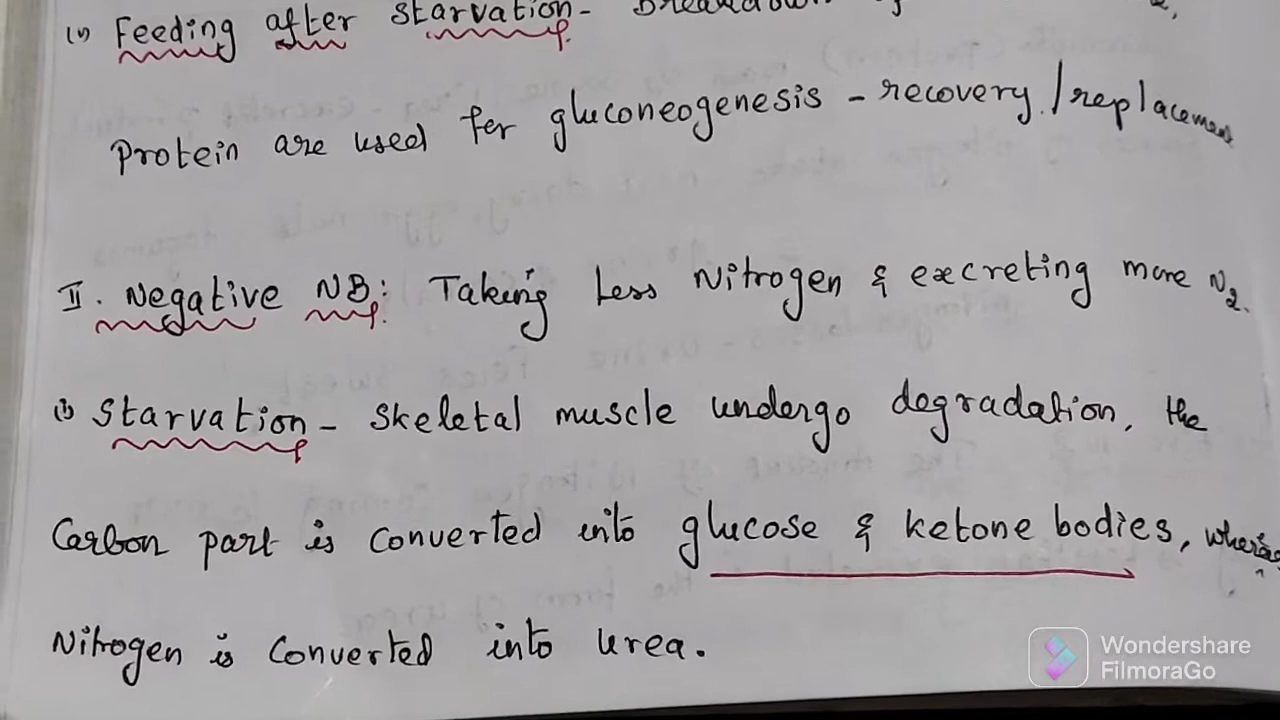 Feeding after Starvation - Breakdown of
Protein are used for gluconeogenesis - recovery/replacement
II. Negative NB: Taking Less Nitrogen & excreting more N2.
i) Starvation - Skeletal muscle undergo degradation, the
Carbon part is converted into glucose & ketone bodies, whereas
Nitrogen is converted into Urea.
Wondershare
FilmoraGo